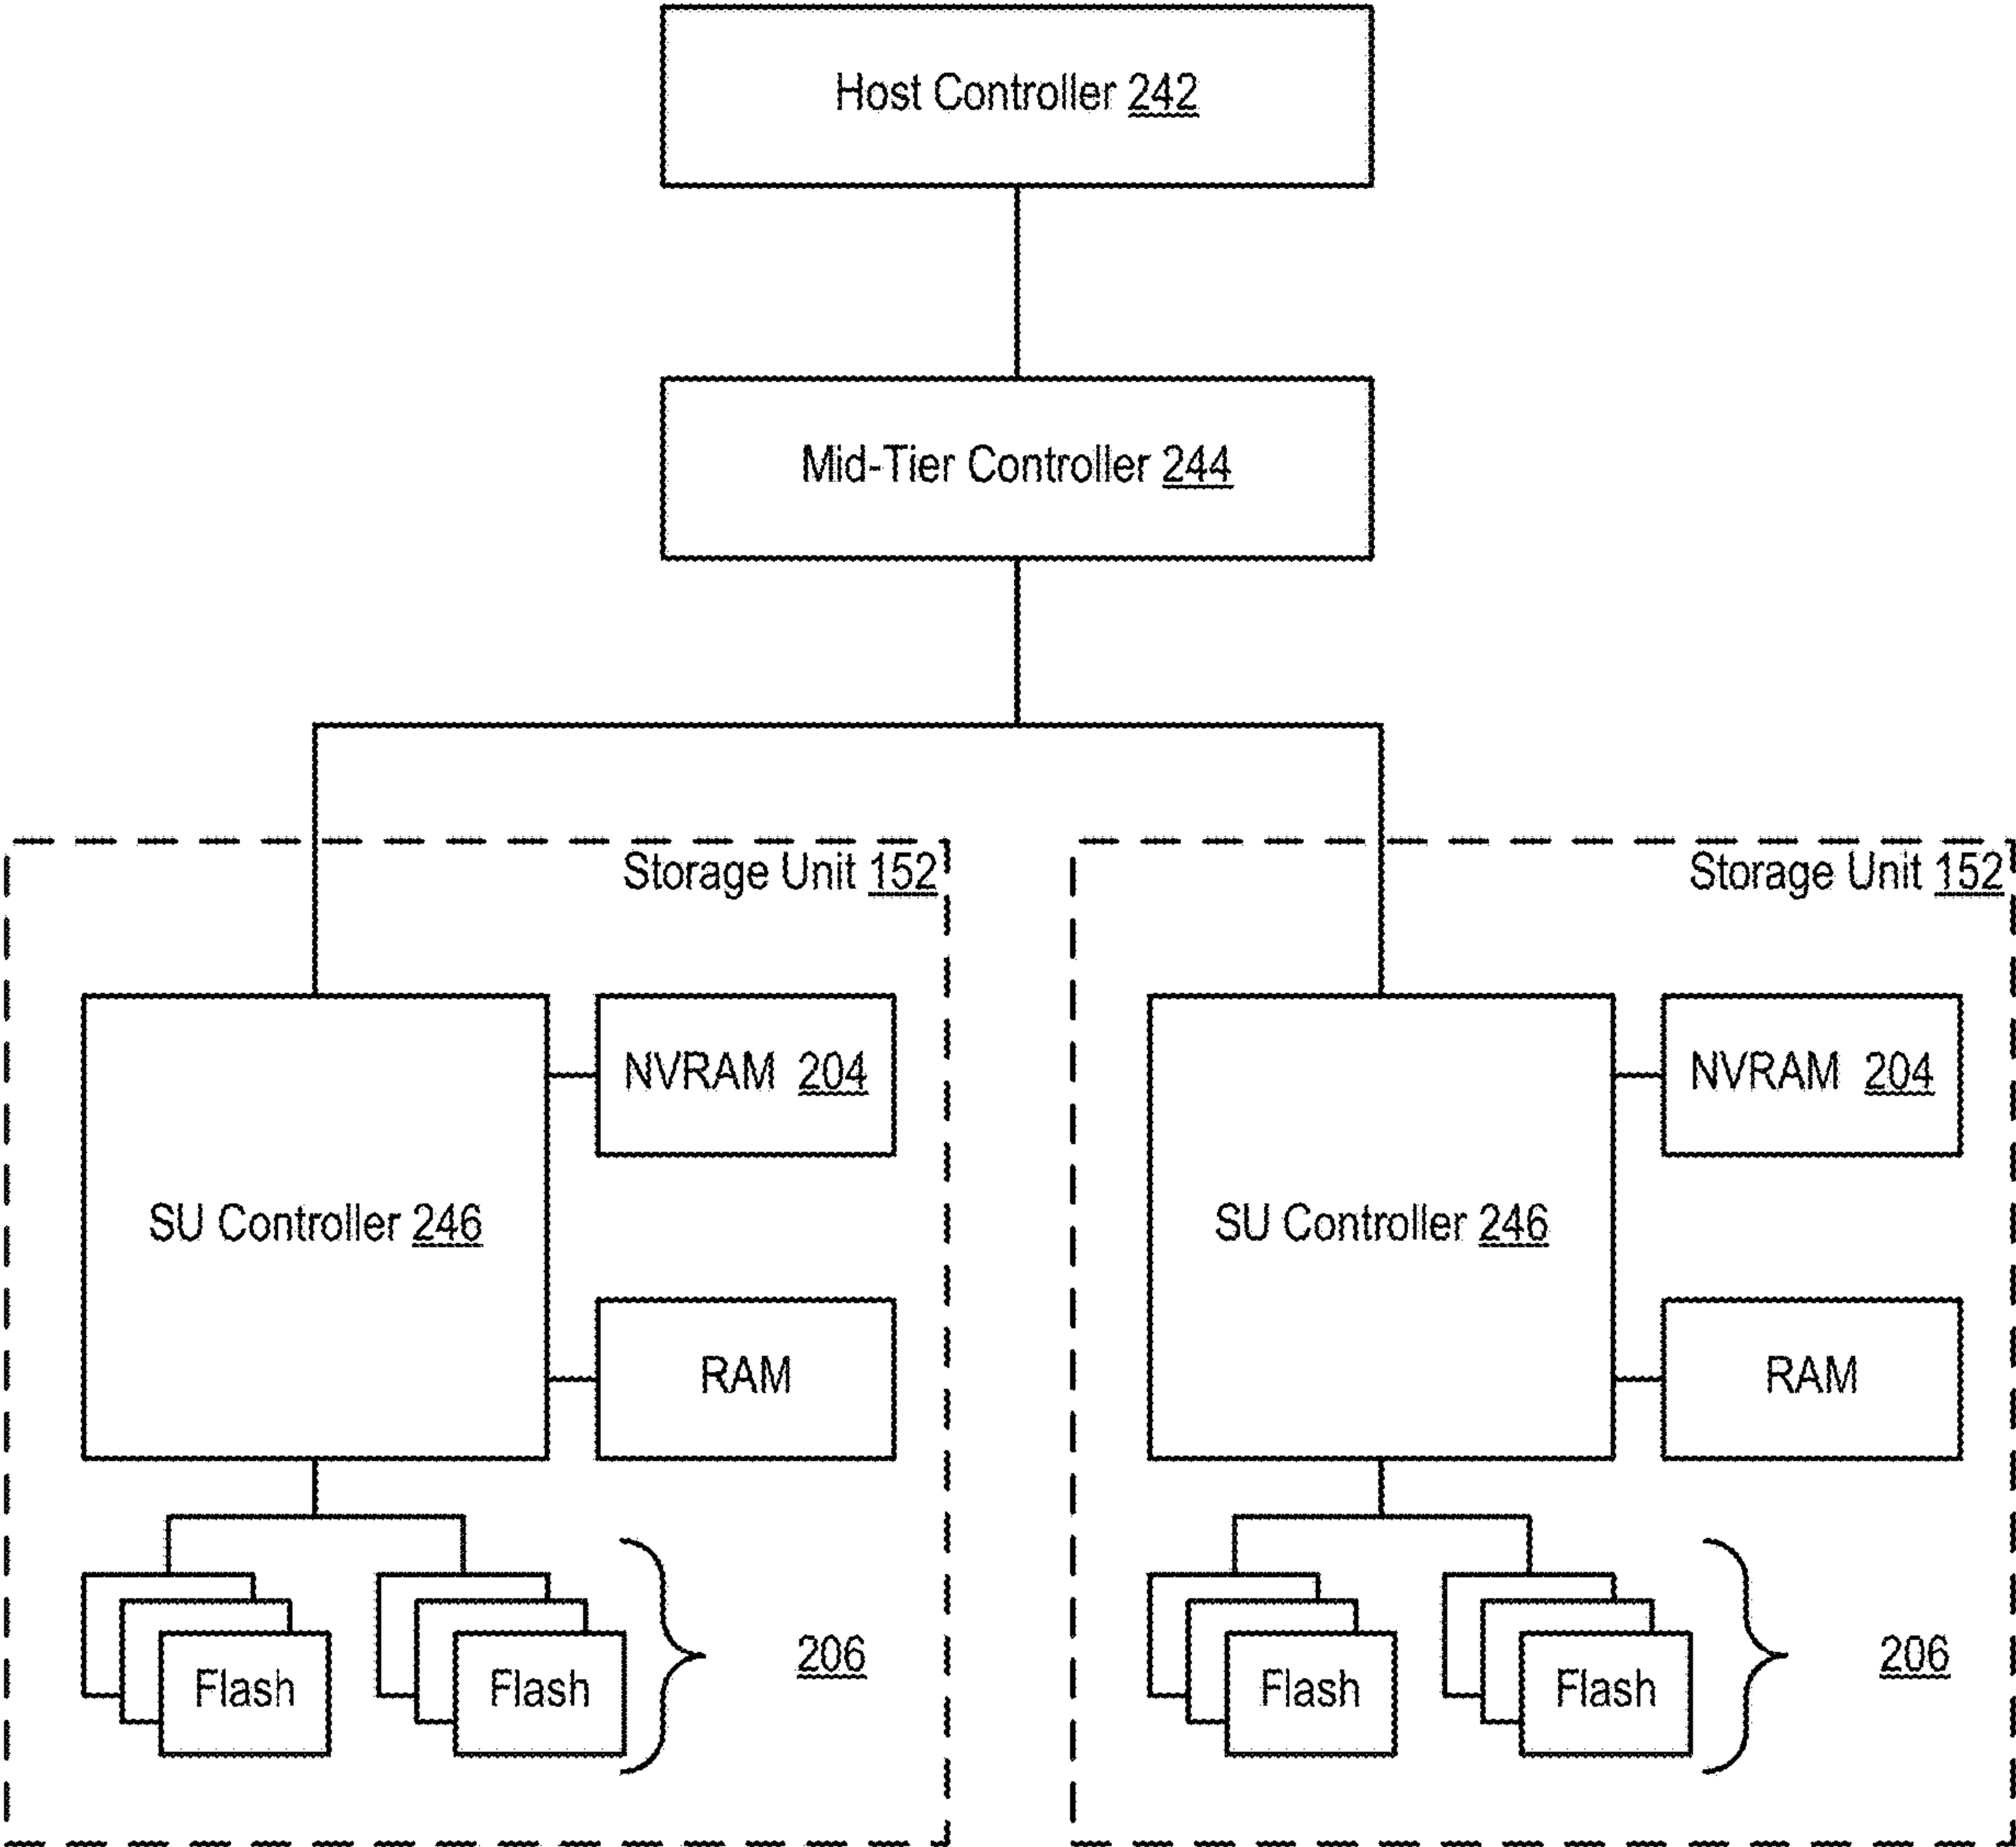 Host Controller 242
Mid-Tier Controller 244
Storage Unit 152
NVRAM 204
SU Controller 246
RAM
Flash
Flash
206
Storage Unit 152
NVRAM 204
SU Controller 246
RAM
Flash
Flash
206